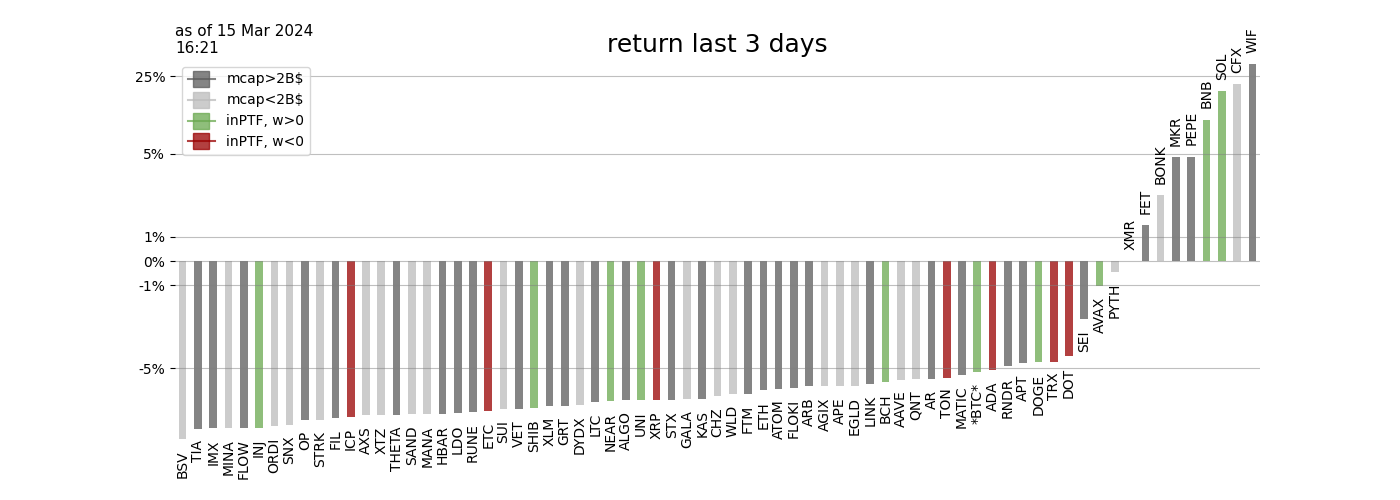 as of 15 Mar 2024
16:21
return last 3 days
mcap>2B$
mcap<2B$
inPTF, w>0
inPTF, w<0
25%
5%
1%
0%
-1%
-5%
BSV
TIA
IMX
MINA
FLOW
INJ
ORDI
SNX
OP
STRK
FIL
ICP
AXS
XTZ
THETA
SAND
MANA
HBAR
LDO
RUNE
ETC
SUI
VET
SHIB
XLM
GRT
DYDX
LTC
NEAR
ALGO
UNI
XRP
STX
GALA
KAS
CHZ
WLD
FTM
ETH
ATOM
FLOKI
ARB
AGIX
APE
EGLD
LINK
BCH
AAVE
QNT
AR
TON
MATIC
*BTC*
ADA
RNDR
APT
DOGE
TRX
DOT
SEI
AVAX
PYTH
XMR
FET
BONK
MKR
PEPE
BNB
SOL
CFX
WIF